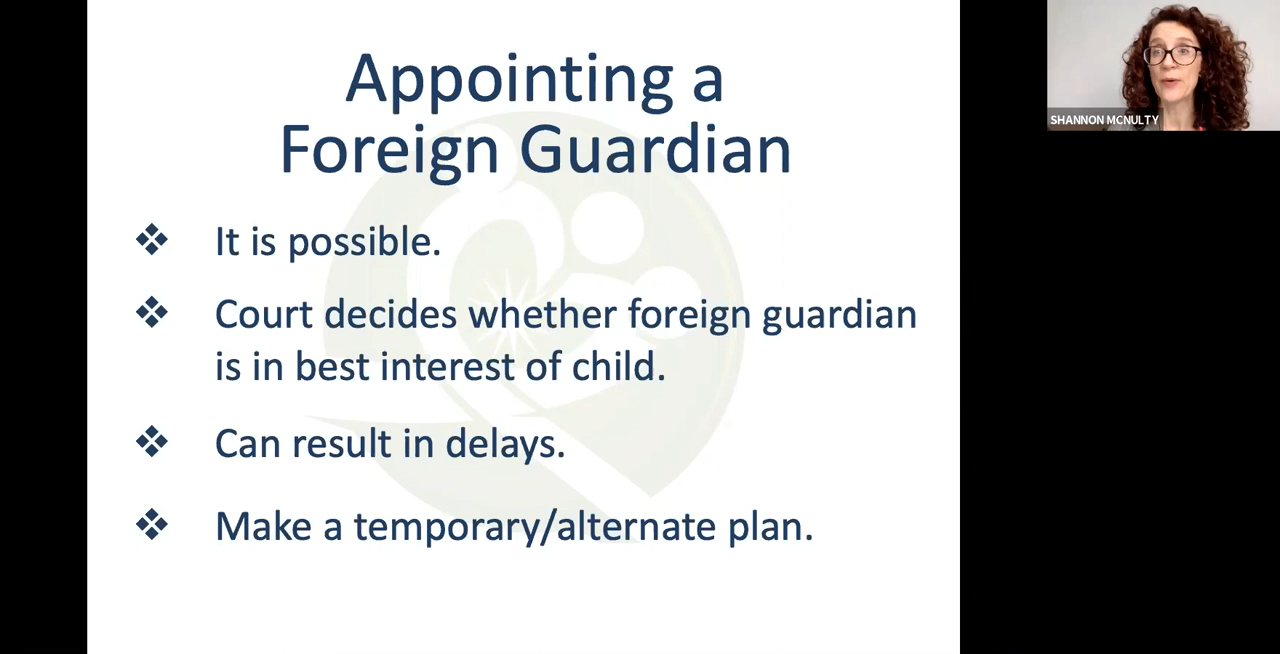 Appointing a
Foreign Guardian
❖ It is possible.
❖ Court decides whether foreign guardian
is in best interest of child.
❖ Can result in delays.
❖ Make a temporary/alternate plan.
SHANNON MCNULTY